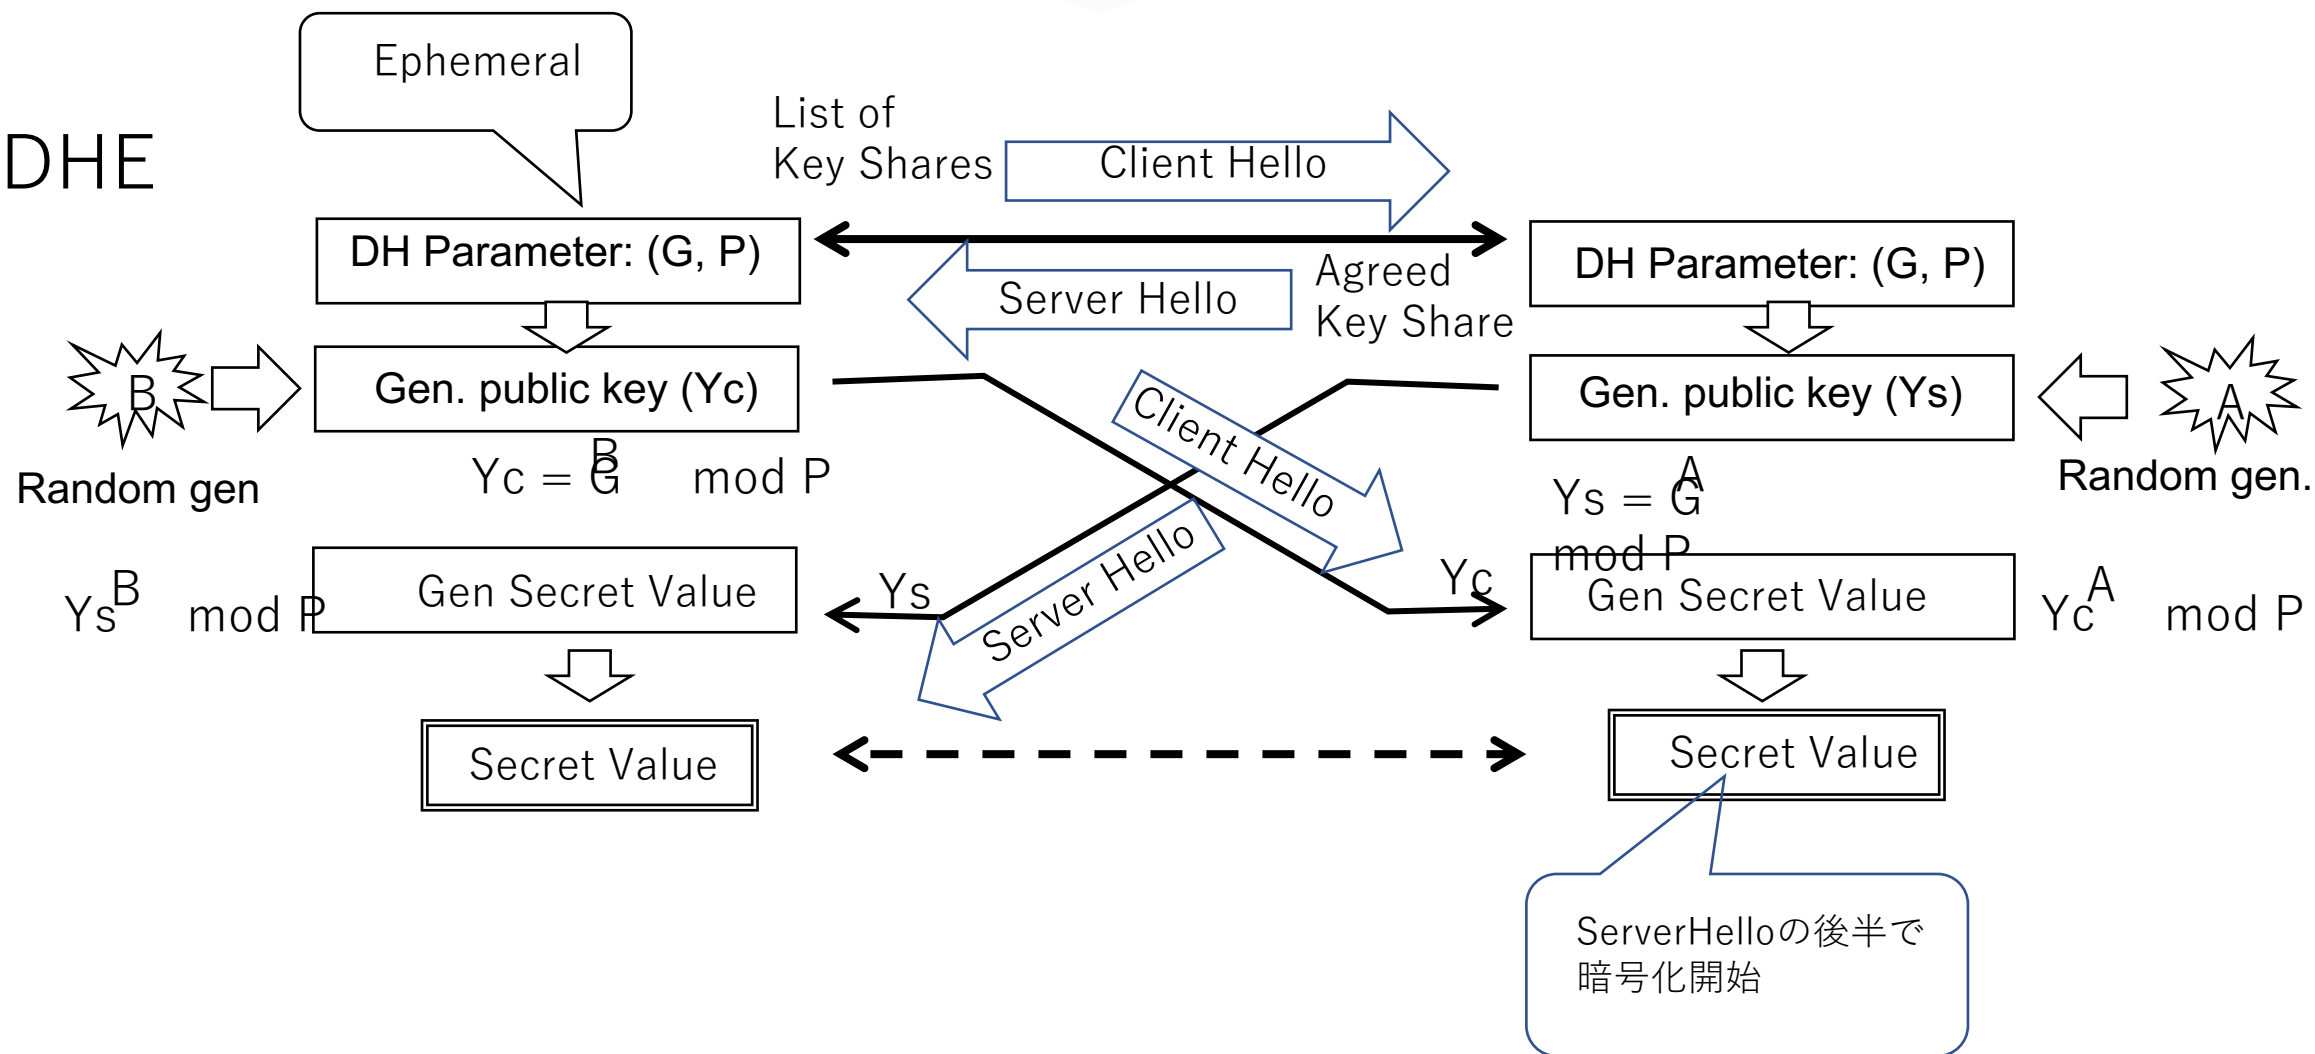 Ephemeral
DHE
List of
Key Shares
Client Hello
DH Parameter: (G, P)
DH Parameter: (G, P)
Server Hello
Agreed
Key Share
B
Gen. public key (Yc)
Client Hello
Gen. public key (Ys)
A
Random gen
Yc = G^B mod P
Ys = G^A
mod P
Random gen.
Ys^B mod P
Gen Secret Value
Ys
Server Hello
Yc
Gen Secret Value
Yc^A mod P
Secret Value
Secret Value
ServerHelloの後半で
暗号化開始